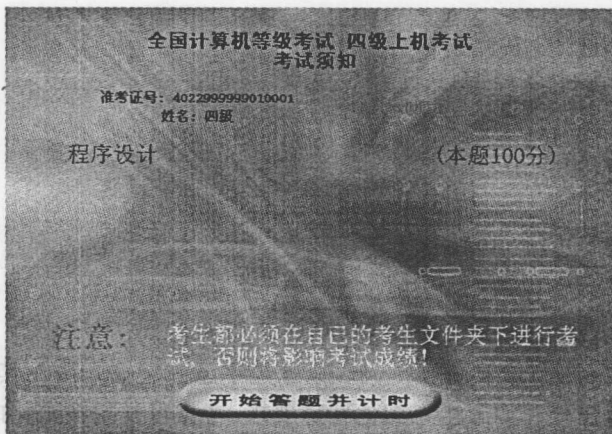 全国计算机等级考试 四级上机考试
考试须知
准考证号：4022999999010001
姓名：四级
程序设计 (本题100分)
注意： 考生都必须在自己的考生文件夹下进行考
试，否则将影响考试成绩！
开始答题并计时